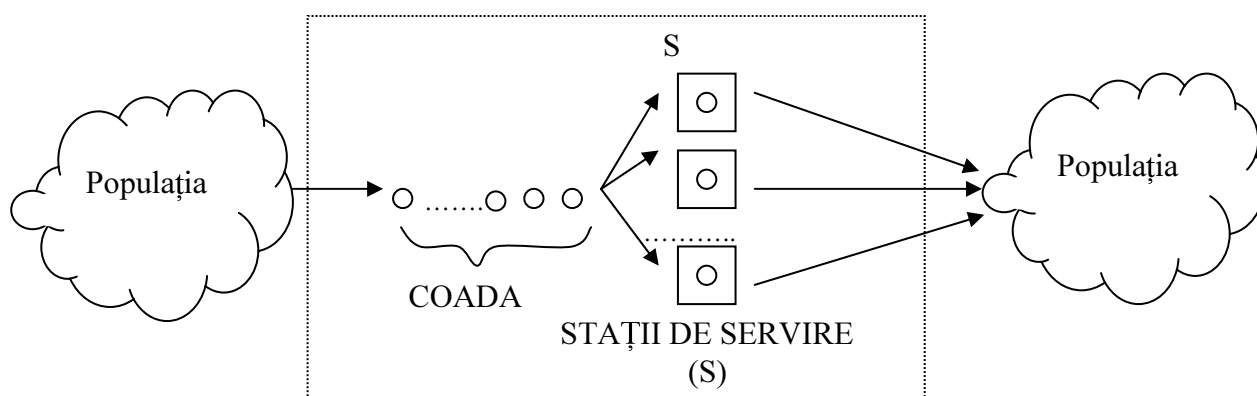 S
Populația
Populația
…….
…………
COADA
STAȚII DE SERVIRE
(S)